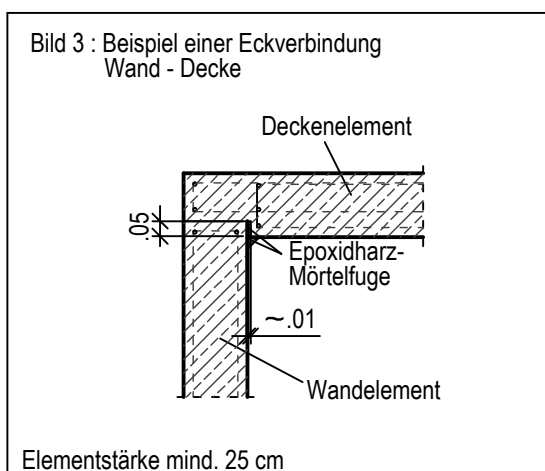 Bild 3 : Beispiel einer Eckverbindung
Wand - Decke
Deckenelement
.05
Epoxidharz-
Mörtelfuge
~.01
Wandelement
Elementstärke mind. 25 cm